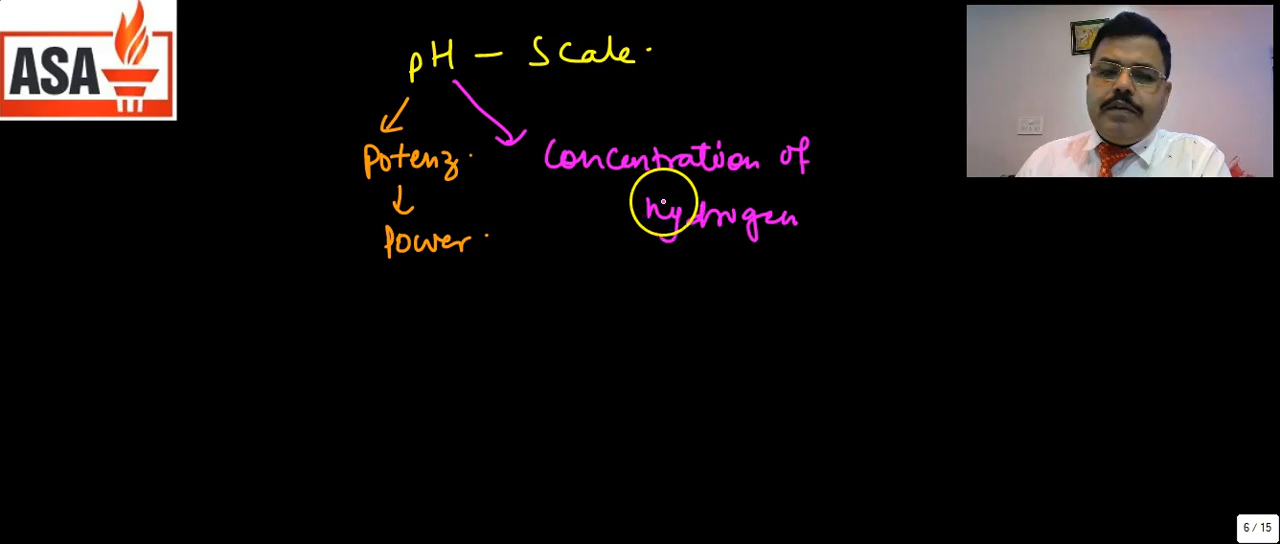 ASA
pH - Scale.
Potenz.
Concentration of
hydrogen
Power.
6 / 15